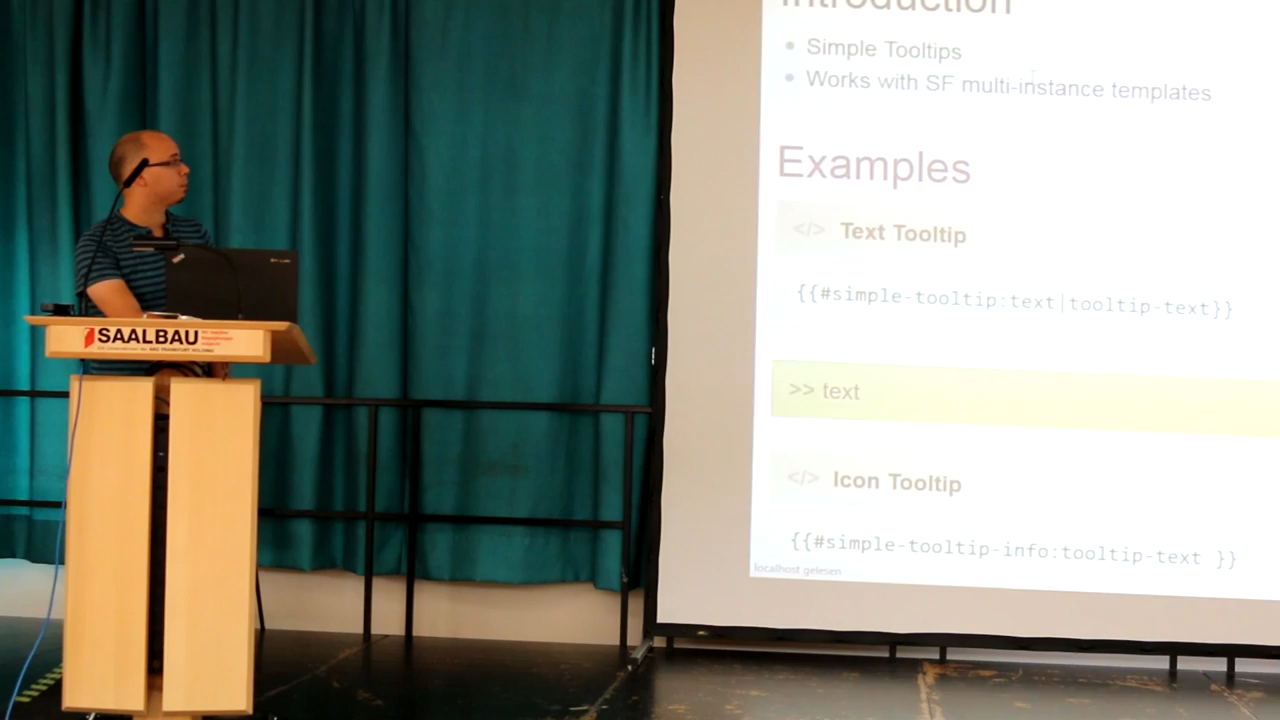 Introduction
Simple Tooltips
Works with SF multi-instance templates
Examples
</> Text Tooltip
{{#simple-tooltip:text|tooltip-text}}
>> text
</> Icon Tooltip
{{#simple-tooltip-info:tooltip-text }}
localhost gelesen
SAALBAU